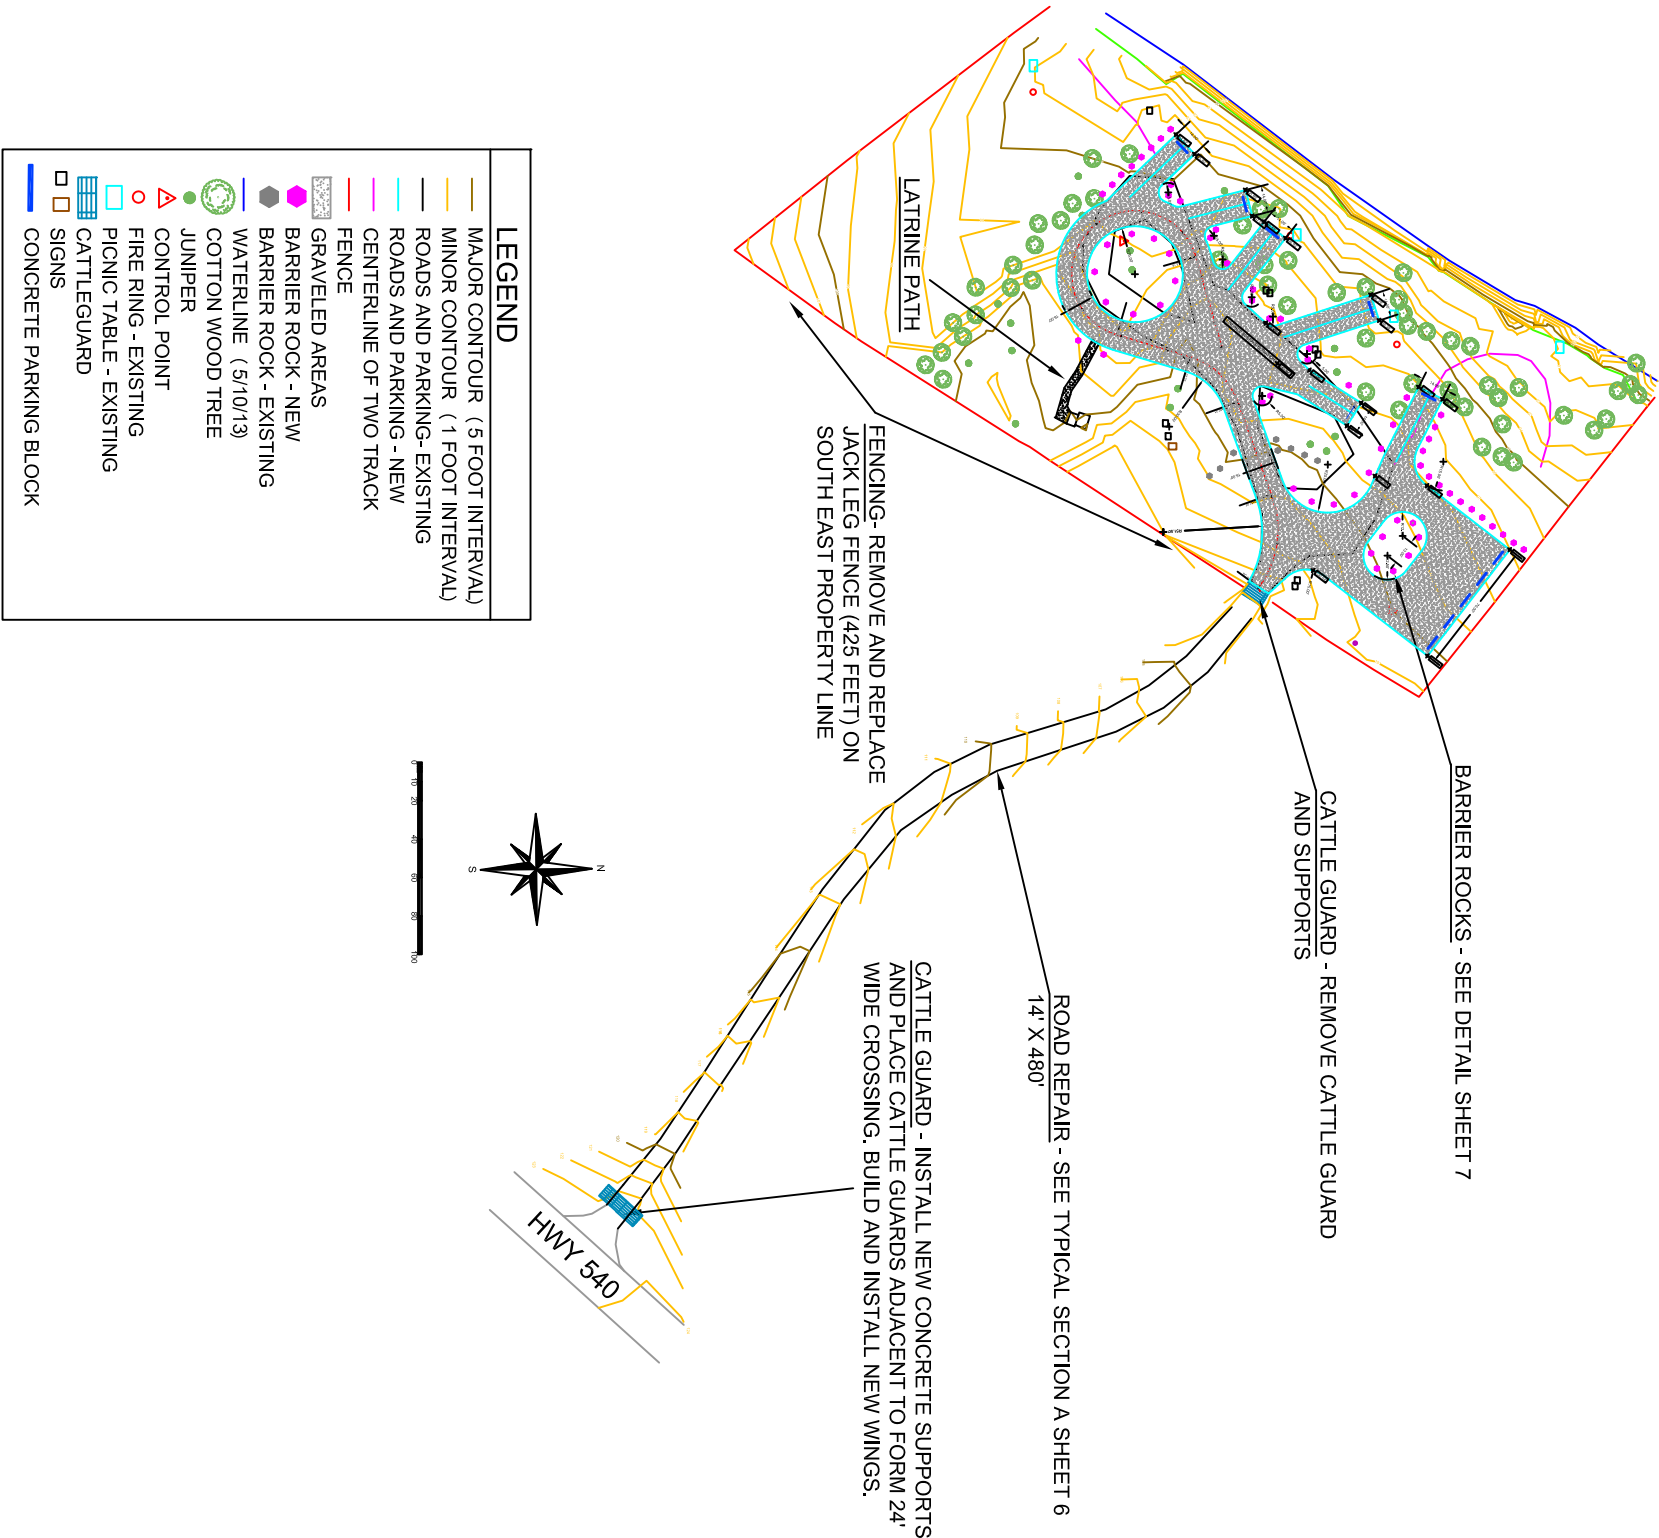 BARRIER ROCKS - SEE DETAIL SHEET 7
CATTLE GUARD - REMOVE CATTLE GUARD
AND SUPPORTS
ROAD REPAIR - SEE TYPICAL SECTION A SHEET 6
14' X 480'
CATTLE GUARD - INSTALL NEW CONCRETE SUPPORTS
AND PLACE CATTLE GUARDS ADJACENT TO FORM 24'
WIDE CROSSING. BUILD AND INSTALL NEW WINGS.
LATRINE PATH
FENCING- REMOVE AND REPLACE
JACK LEG FENCE (425 FEET) ON
SOUTH EAST PROPERTY LINE
HWY 540
N
S
0 10 20 40 60 80 100
LEGEND
MAJOR CONTOUR ( 5 FOOT INTERVAL)
MINOR CONTOUR ( 1 FOOT INTERVAL)
ROADS AND PARKING- EXISTING
ROADS AND PARKING - NEW
CENTERLINE OF TWO TRACK
FENCE
GRAVELED AREAS
BARRIER ROCK - NEW
BARRIER ROCK - EXISTING
WATERLINE ( 5/10/13)
COTTON WOOD TREE
JUNIPER
CONTROL POINT
FIRE RING - EXISTING
PICNIC TABLE - EXISTING
CATTLEGUARD
SIGNS
CONCRETE PARKING BLOCK